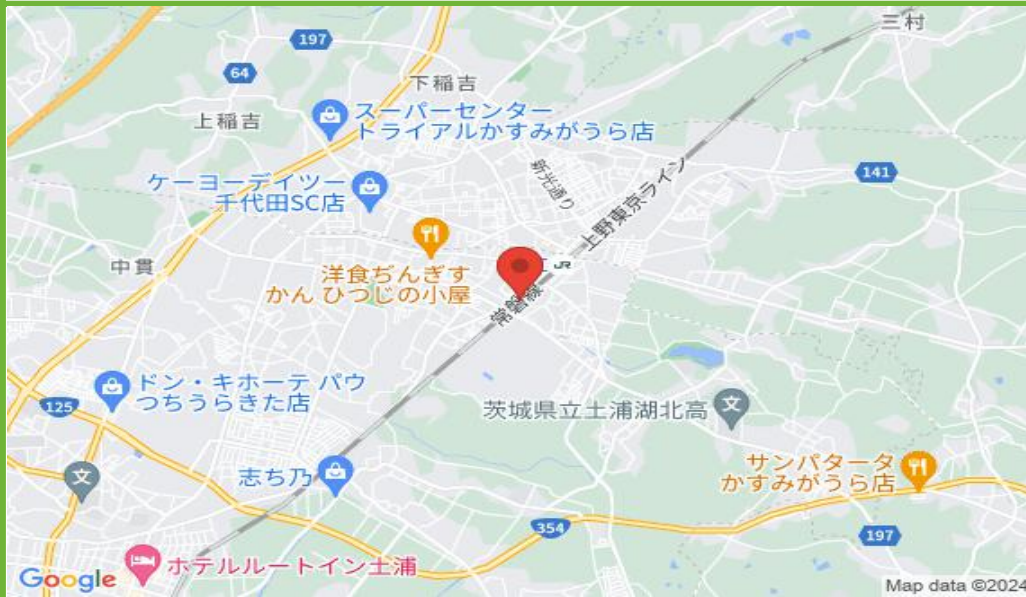 三村
197
64
下稲吉
スーパーセンター
トライアルかすみがうら店
上稲吉
新光通り
上野東京ライン
141
ケーヨーデイツー
千代田SC店
中貫
洋食ぢんぎす
かん ひつじの小屋
JR
常磐線
ドン・キホーテ パウ
つちうらきた店
125
茨城県立土浦湖北高
文
文
志ち乃
サンパタータ
かすみがうら店
354
197
ホテルルートイン土浦
Google
Map data ©2024